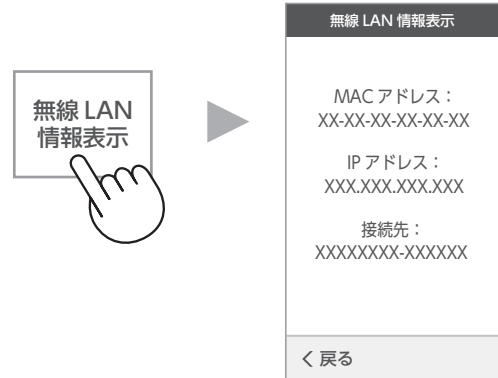 無線 LAN
情報表示
無線 LAN 情報表示
MAC アドレス：
XX-XX-XX-XX-XX-XX
IP アドレス：
XXX.XXX.XXX.XXX
接続先：
XXXXXXXX-XXXXXX
戻る